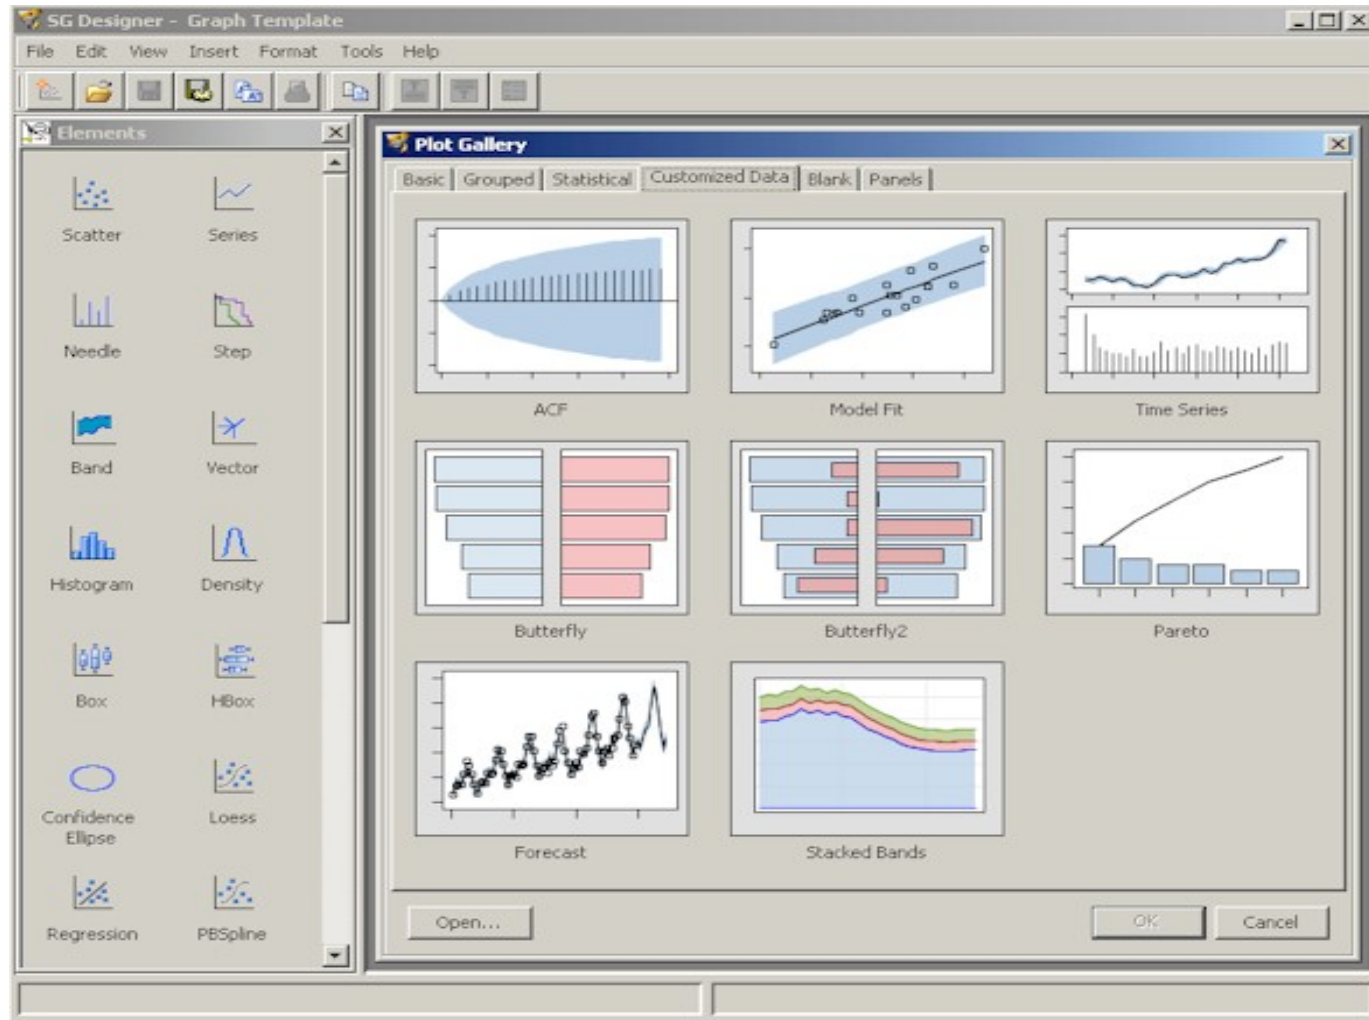 SG Designer - Graph Template
File Edit View Insert Format Tools Help
Elements
Scatter Series
Needle Step
Band Vector
Histogram Density
Box HBox
Confidence Ellipse Loess
Regression PBSpline
Plot Gallery
Basic Grouped Statistical Customized Data Blank Panels
ACF Model Fit Time Series
Butterfly Butterfly2 Pareto
Forecast Stacked Bands
Open... OK Cancel